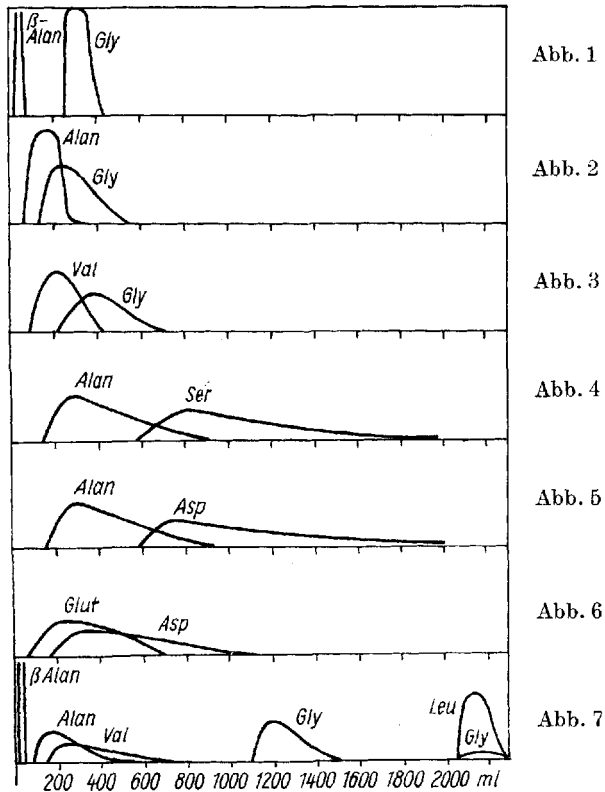 β-
Alan
Gly
Abb. 1
Alan
Gly
Abb. 2
Val
Gly
Abb. 3
Alan
Ser
Abb. 4
Alan
Asp
Abb. 5
Glut
Asp
Abb. 6
β Alan
Alan
Val
Gly
Leu
Gly
Abb. 7
200 400 600 800 1000 1200 1400 1600 1800 2000 ml